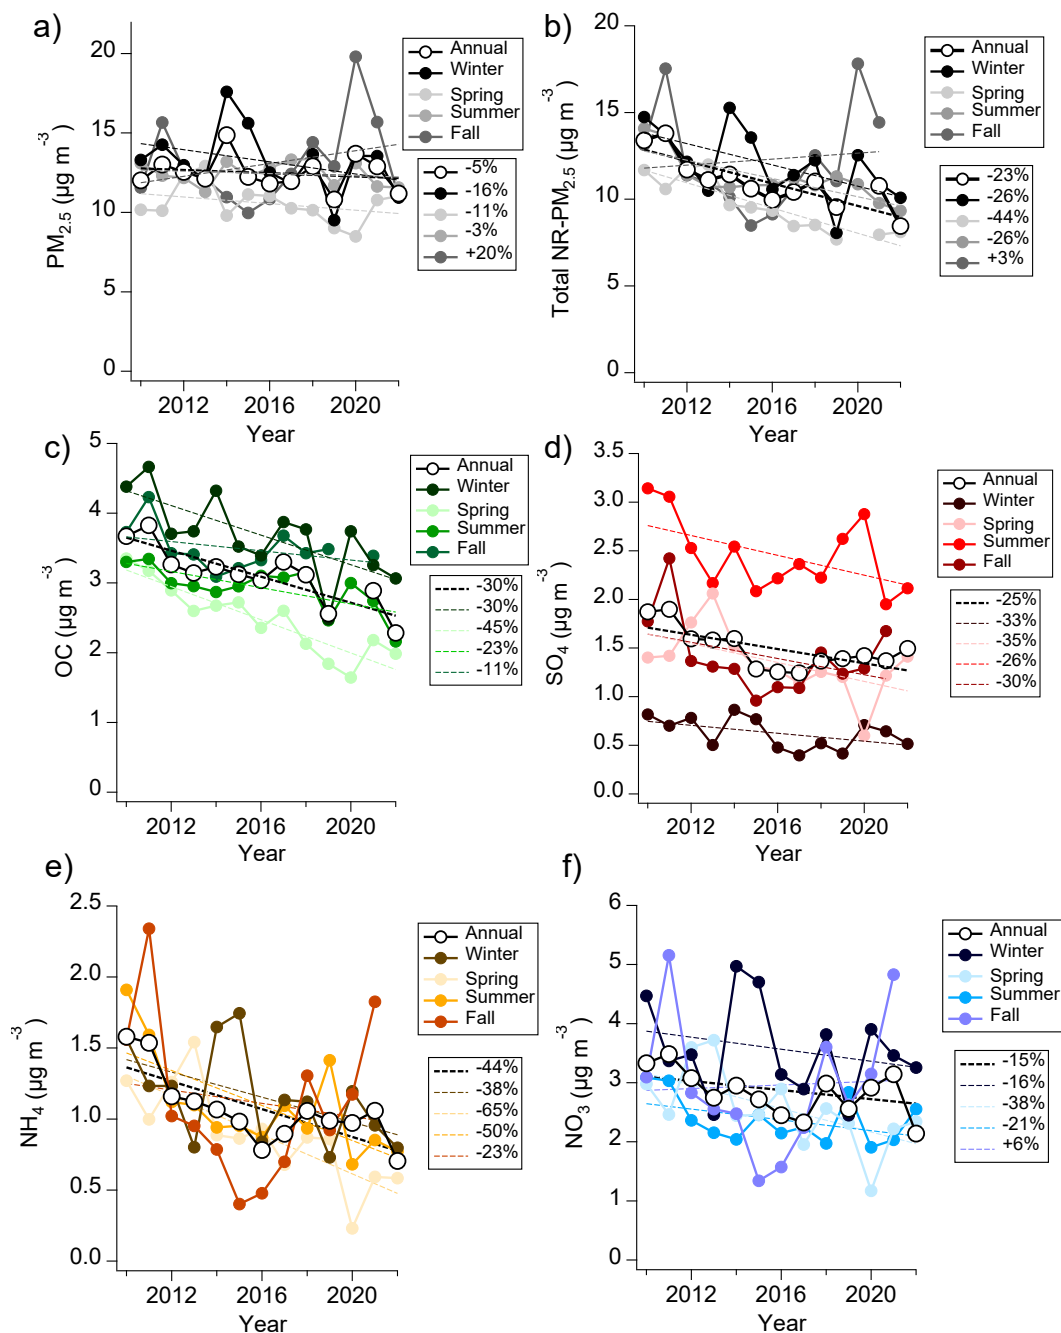 a)
20
15
10
5
0
PM2.5 (µg m-3)
2012 2016 2020
Year
Annual
Winter
Spring
Summer
Fall
-5%
-16%
-11%
-3%
+20%
b)
20
15
10
5
0
Total NR-PM2.5 (µg m-3)
2012 2016 2020
Year
Annual
Winter
Spring
Summer
Fall
-23%
-26%
-44%
-26%
+3%
c)
5
4
3
2
1
0
OC (µg m-3)
2012 2016 2020
Year
Annual
Winter
Spring
Summer
Fall
-30%
-30%
-45%
-23%
-11%
d)
3.5
3.0
2.5
2.0
1.5
1.0
0.5
0.0
SO4 (µg m-3)
2012 2016 2020
Year
Annual
Winter
Spring
Summer
Fall
-25%
-33%
-35%
-26%
-30%
e)
2.5
2.0
1.5
1.0
0.5
0.0
NH4 (µg m-3)
2012 2016 2020
Year
Annual
Winter
Spring
Summer
Fall
-44%
-38%
-65%
-50%
-23%
f)
6
5
4
3
2
1
0
NO3 (µg m-3)
2012 2016 2020
Year
Annual
Winter
Spring
Summer
Fall
-15%
-16%
-38%
-21%
+6%